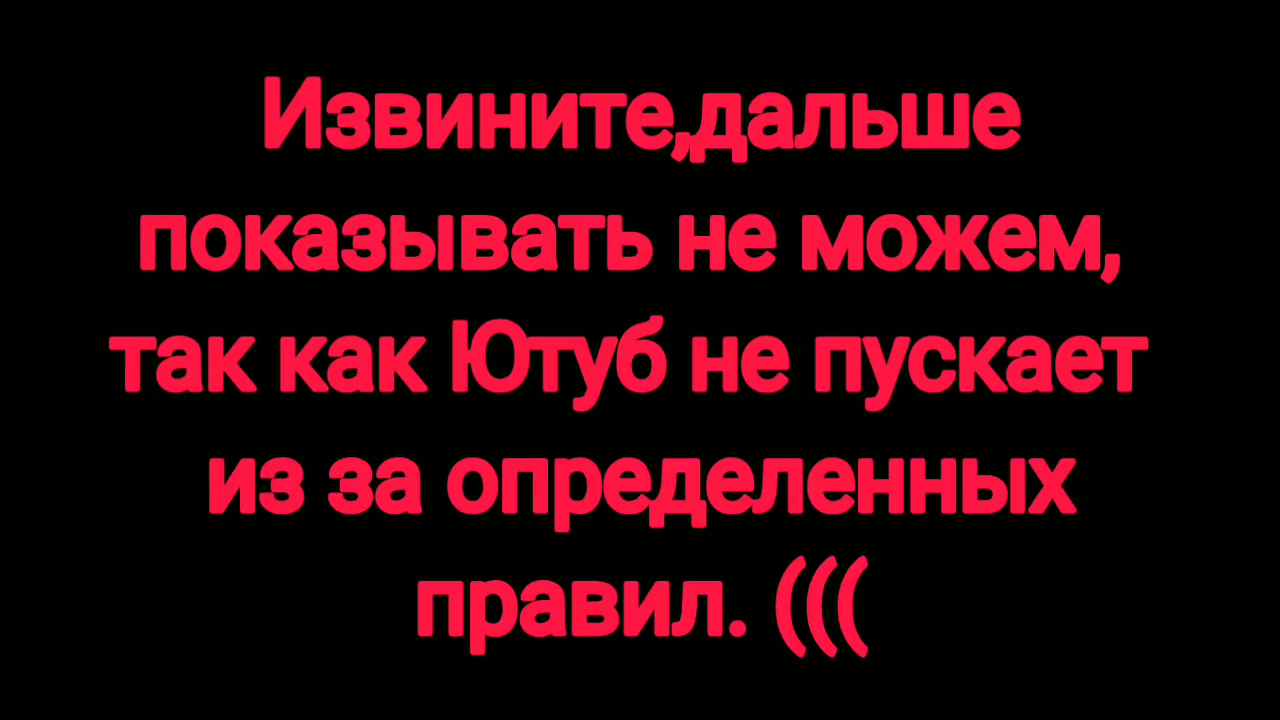 Извините,дальше
показывать не можем,
так как Ютуб не пускает
из за определенных
правил. (((